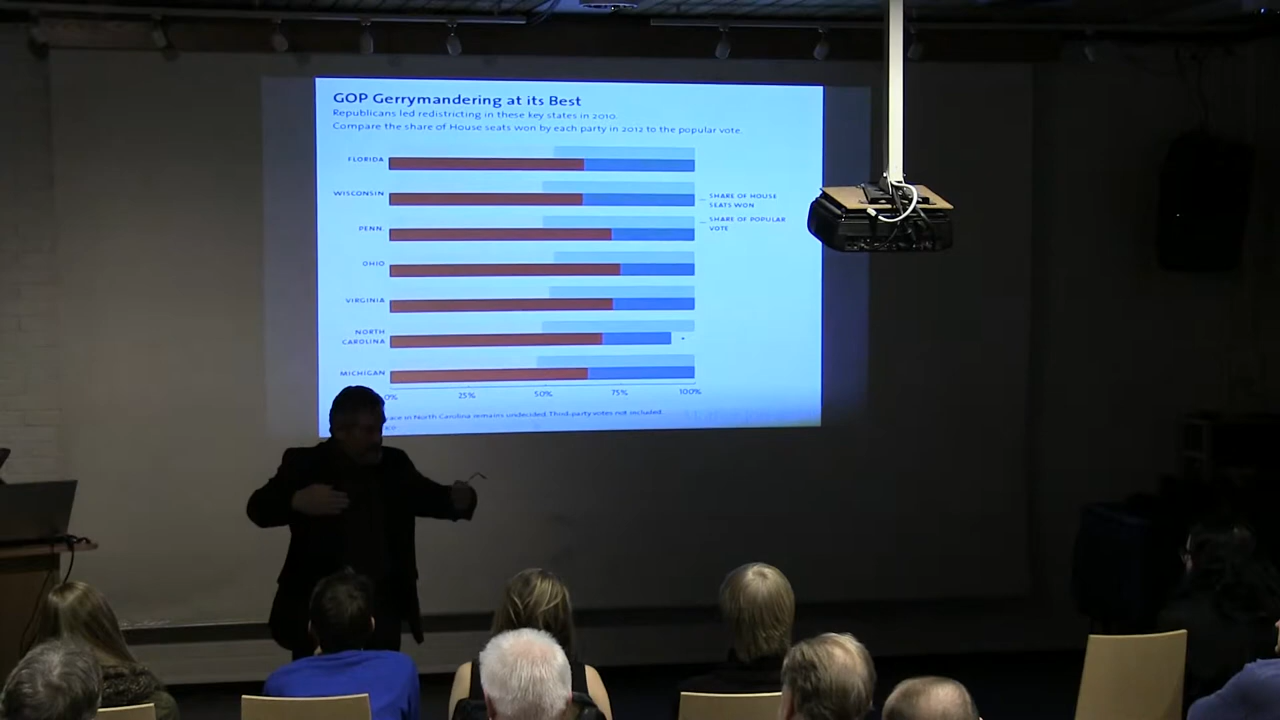 GOP Gerrymandering at its Best
Republicans led redistricting in these key states in 2010.
Compare the share of House seats won by each party in 2012 to the popular vote.
FLORIDA
WISCONSIN
SHARE OF HOUSE
SEATS WON
PENN.
SHARE OF POPULAR
VOTE
OHIO
VIRGINIA
NORTH
CAROLINA
*
MICHIGAN
0%
25%
50%
75%
100%
race in North Carolina remains undecided. Third-party votes not included.